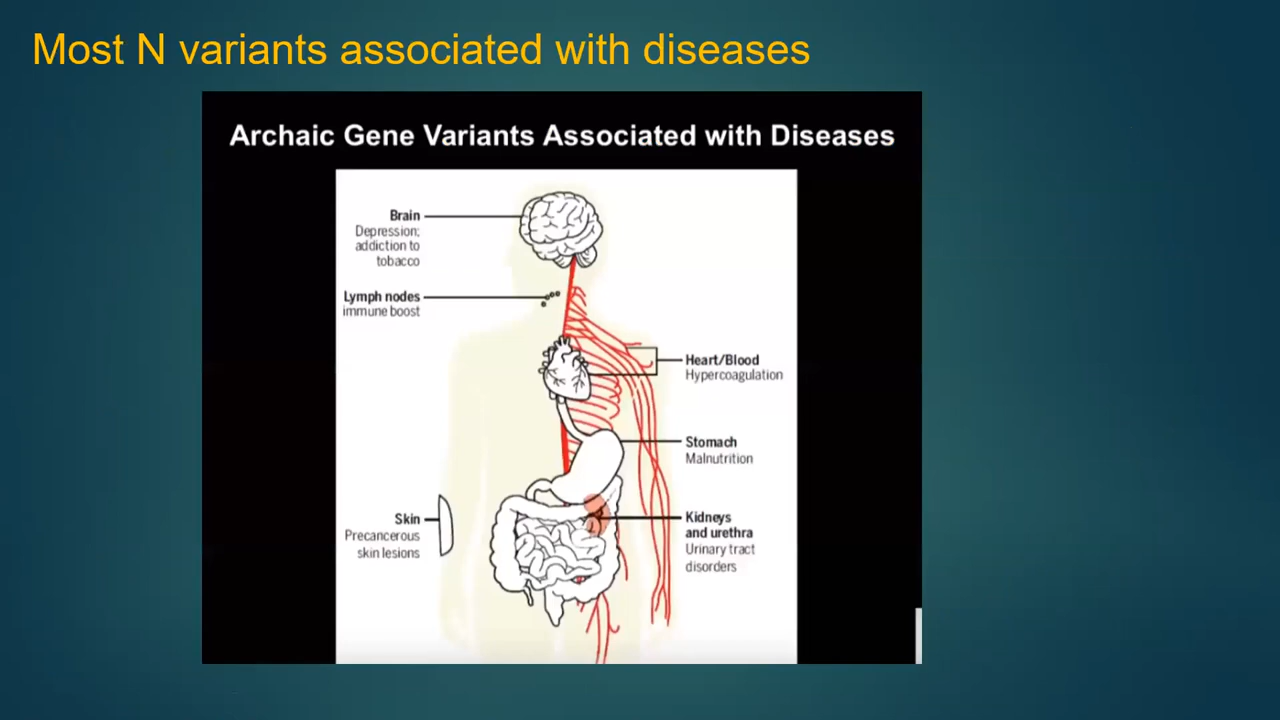 Most N variants associated with diseases
Archaic Gene Variants Associated with Diseases
Brain
Depression;
addiction to
tobacco
Lymph nodes
immune boost
Heart/Blood
Hypercoagulation
Stomach
Malnutrition
Skin
Precancerous
skin lesions
Kidneys
and urethra
Urinary tract
disorders